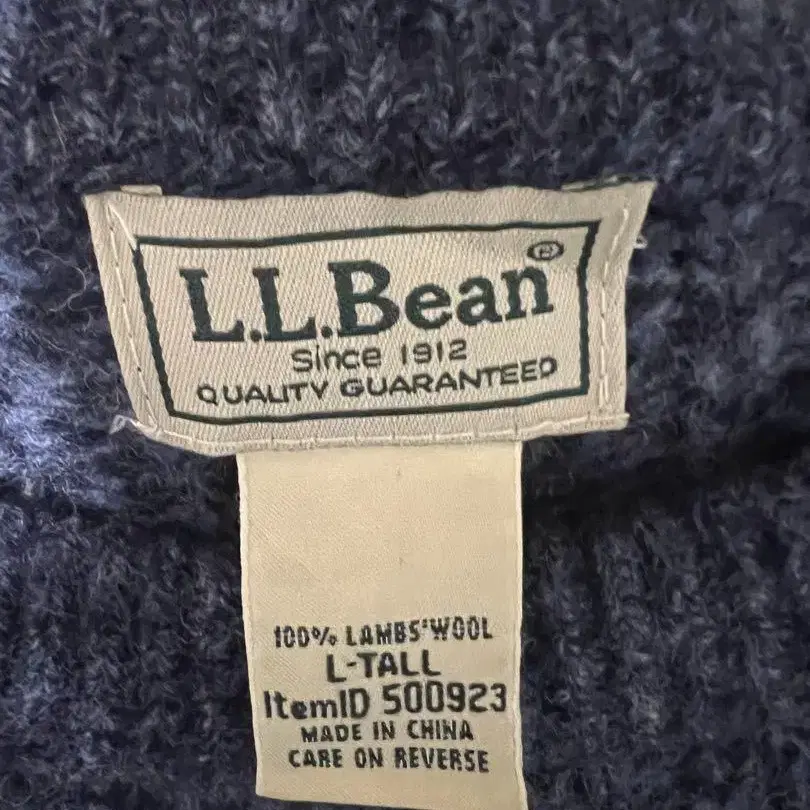 L.L.Bean®
Since 1912
QUALITY GUARANTEED
100% LAMBS'WOOL
L-TALL
ItemID 500923
MADE IN CHINA
CARE ON REVERSE